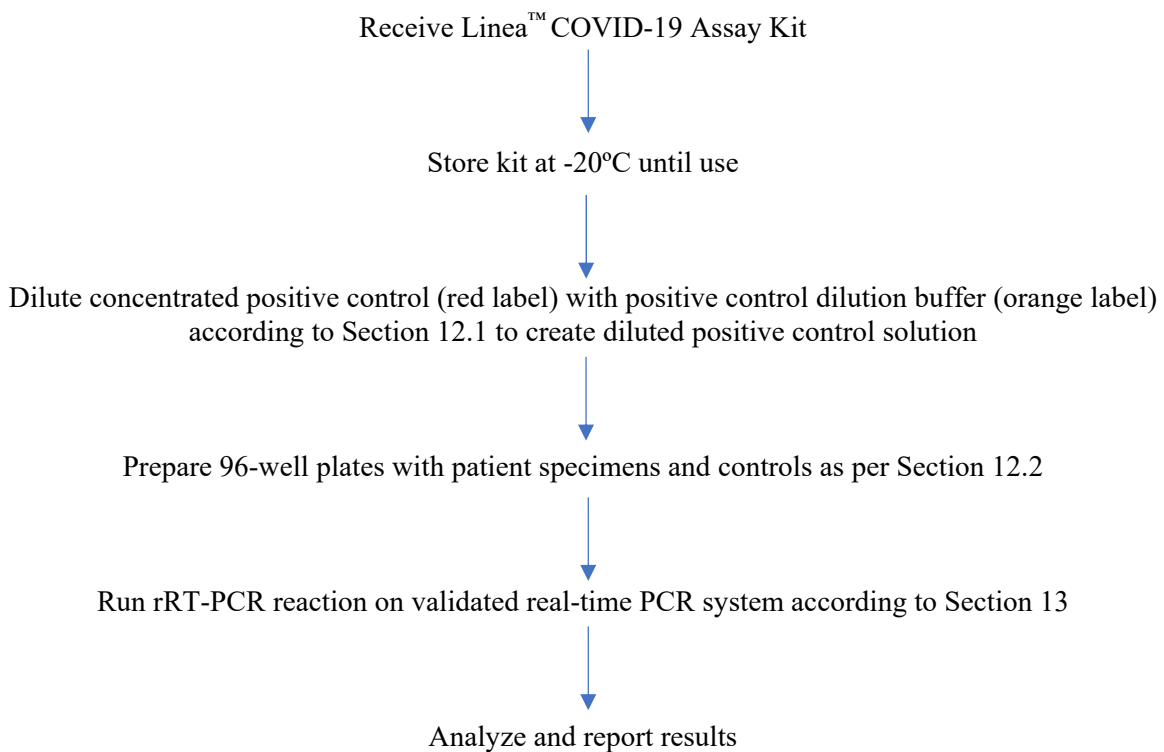 Receive Linea™ COVID-19 Assay Kit
Store kit at -20ºC until use
Dilute concentrated positive control (red label) with positive control dilution buffer (orange label)
according to Section 12.1 to create diluted positive control solution
Prepare 96-well plates with patient specimens and controls as per Section 12.2
Run rRT-PCR reaction on validated real-time PCR system according to Section 13
Analyze and report results